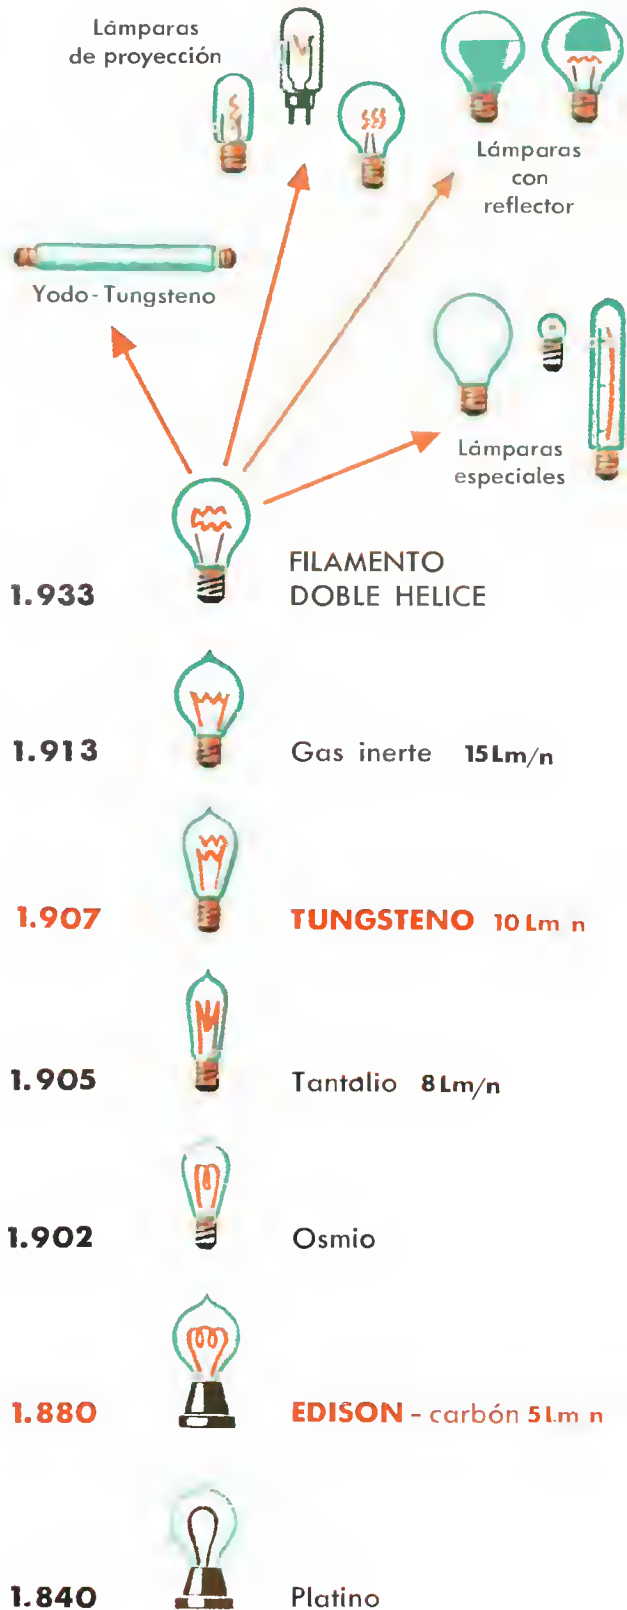 Lámparas
de proyección
Lámparas
con
reflector
Yodo-Tungsteno
Lámparas
especiales
1.933 FILAMENTO
DOBLE HELICE
1.913 Gas inerte 15Lm/n
1.907 TUNGSTENO 10 Lm n
1.905 Tantalio 8Lm/n
1.902 Osmio
1.880 EDISON - carbón 5 Lm n
1.840 Platino